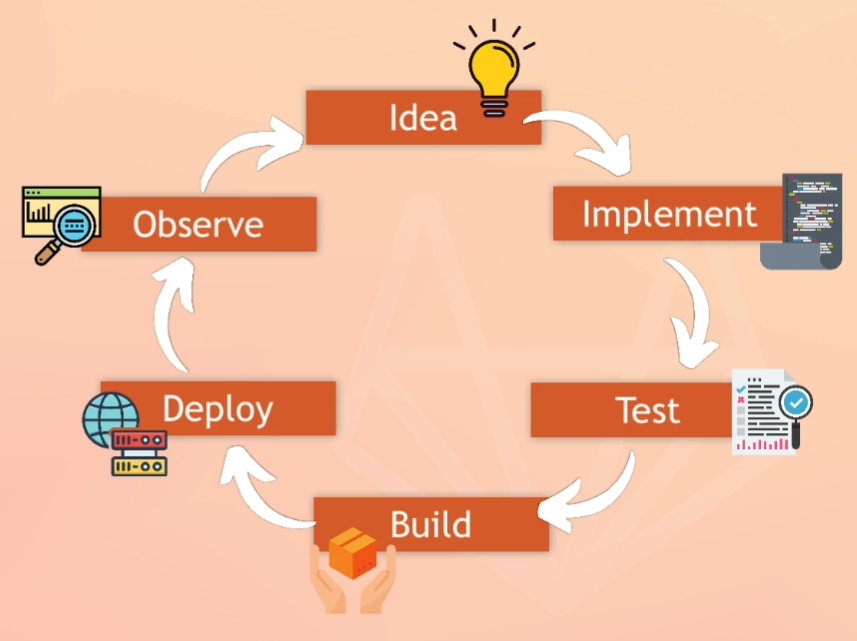 Idea
Implement
Test
Build
Deploy
Observe